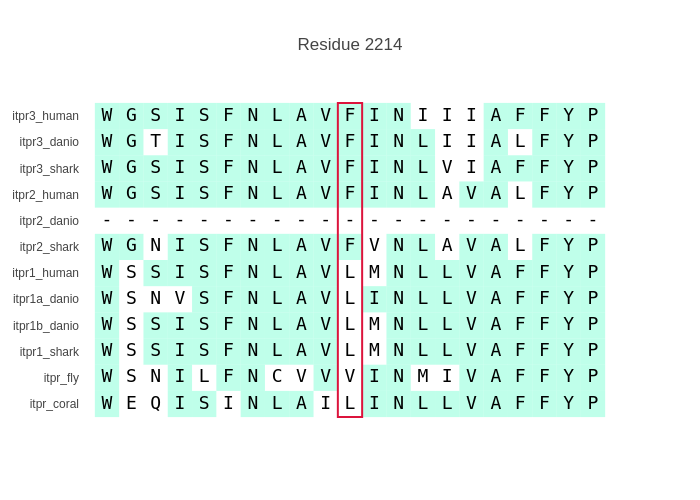 Residue 2214
itpr3_human W G S I S F N L A V F I N I I I A F F Y P
itpr3_danio W G T I S F N L A V F I N L I I A L F Y P
itpr3_shark W G S I S F N L A V F I N L V I A F F Y P
itpr2_human W G S I S F N L A V F I N L A V A L F Y P
itpr2_danio - - - - - - - - - - - - - - - - - - - - -
itpr2_shark W G N I S F N L A V F V N L A V A L F Y P
itpr1_human W S S I S F N L A V L M N L L V A F F Y P
itpr1a_danio W S N V S F N L A V L I N L L V A F F Y P
itpr1b_danio W S S I S F N L A V L M N L L V A F F Y P
itpr1_shark W S S I S F N L A V L M N L L V A F F Y P
itpr_fly W S N I L F N C V V V I N M I V A F F Y P
itpr_coral W E Q I S I N L A I L I N L L V A F F Y P